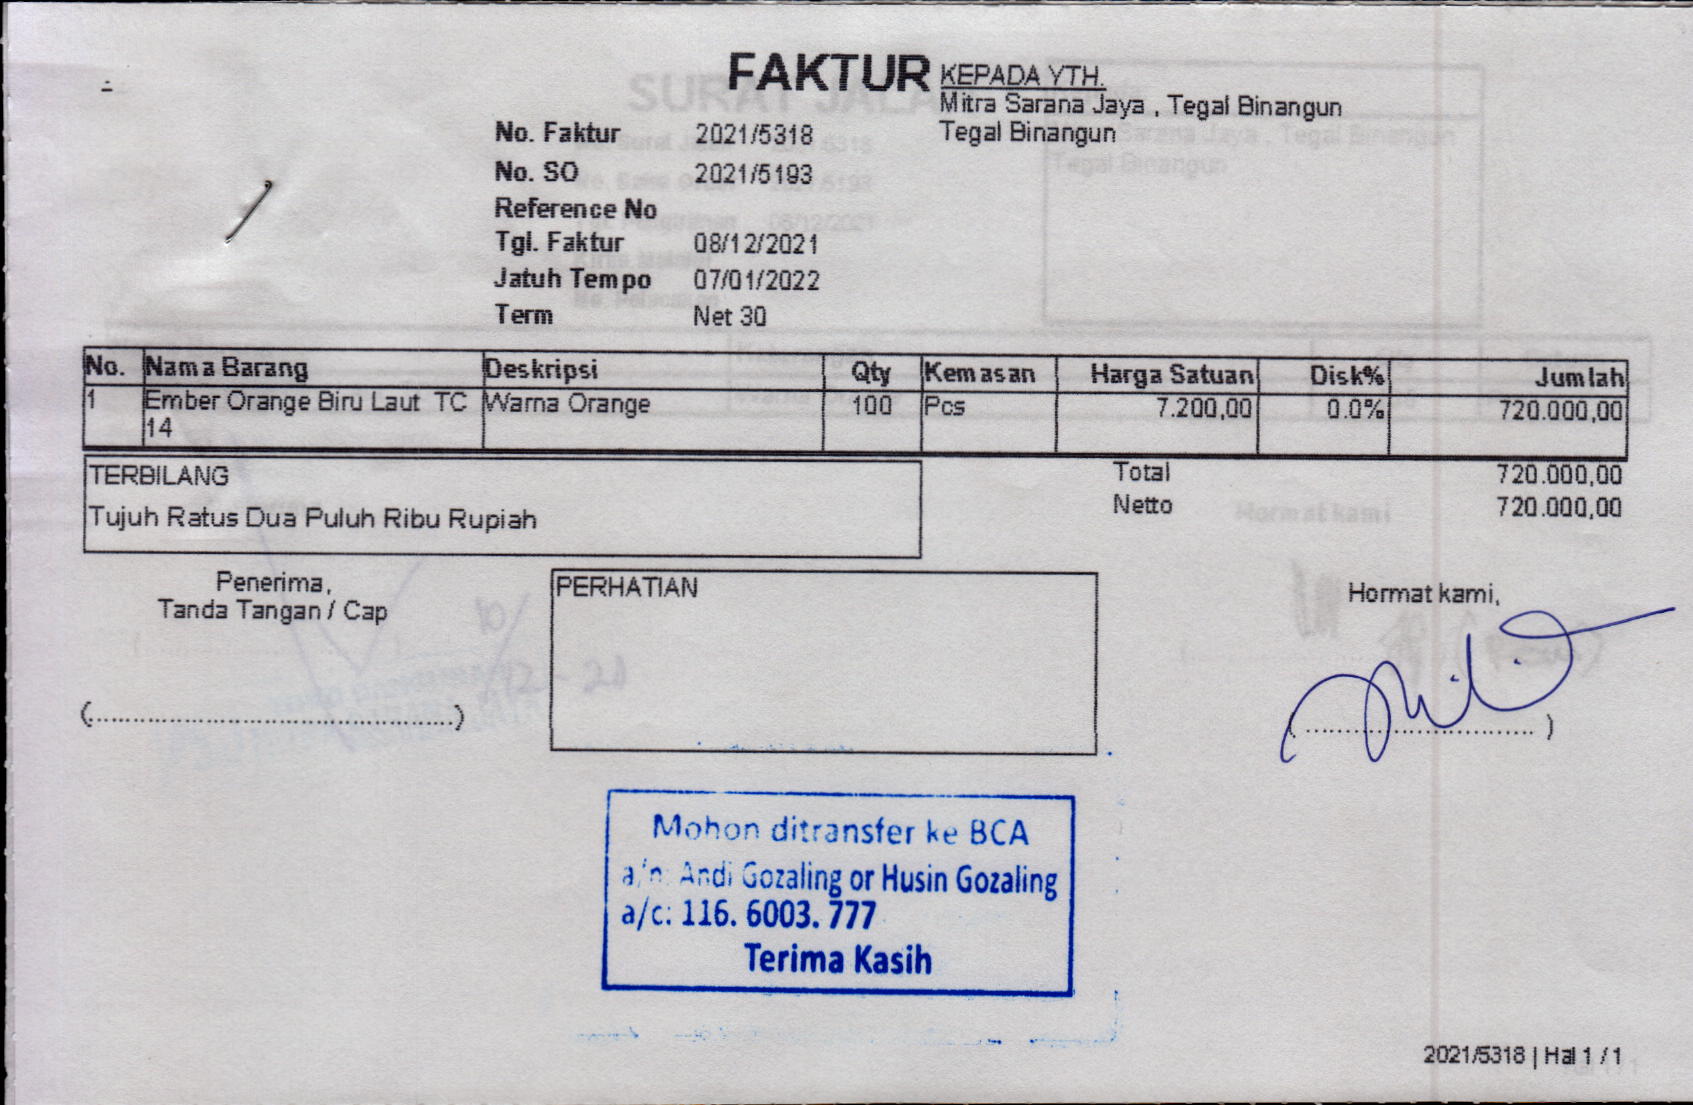 FAKTUR
KEPADA YTH.
Mitra Sarana Jaya , Tegal Binangun
Tegal Binangun
No. Faktur 2021/5318
No. SO 2021/5193
Reference No
Tgl. Faktur 08/12/2021
Jatuh Tempo 07/01/2022
Term Net 30
No. Nama Barang Deskripsi Qty Kemasan Harga Satuan Disk% Jumlah
1 Ember Orange Biru Laut TC Warna Orange 100 Pcs 7.200,00 0.0% 720.000,00
14
TERBILANG
Tujuh Ratus Dua Puluh Ribu Rupiah
Total 720.000,00
Netto 720.000,00
Penerima,
Tanda Tangan / Cap
(..............................................)
PERHATIAN
Hormat kami,
(.............................)
Mohon ditransfer ke BCA
a/n: Andi Gozaling or Husin Gozaling
a/c: 116. 6003. 777
Terima Kasih
2021/5318 | Hal 1 / 1